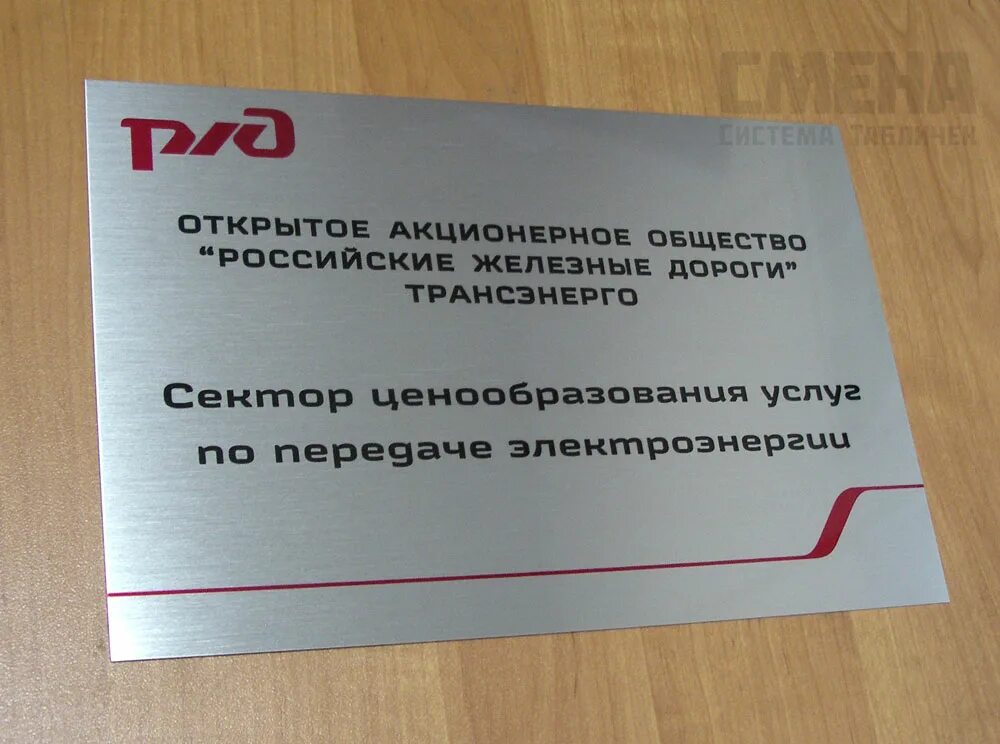 СМЕНА
Система Табличек
РЖД
ОТКРЫТОЕ АКЦИОНЕРНОЕ ОБЩЕСТВО
“РОССИЙСКИЕ ЖЕЛЕЗНЫЕ ДОРОГИ”
ТРАНСЭНЕРГО
Сектор ценообразования услуг
по передаче электроэнергии